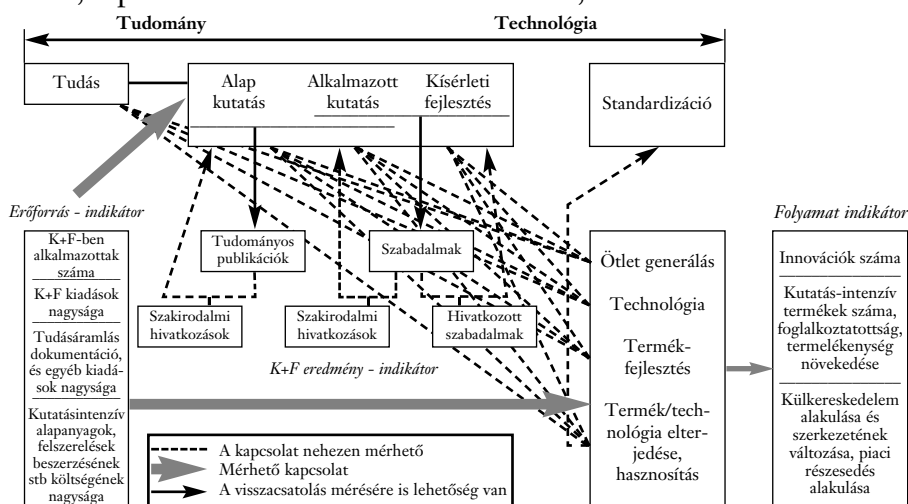 Tudomány
Technológia
Tudás
Alap
kutatás
Alkalmazott
kutatás
Kísérleti
fejlesztés
Standardizáció
Erőforrás - indikátor
K+F-ben
alkalmazottak
száma
K+F kiadások
nagysága
Tudásáramlás
dokumentáció,
és egyéb kiadá-
sok nagysága
Kutatásintenzív
alapanyagok,
felszerelések
beszerzésének
stb költségének
nagysága
Tudományos
publikációk
Szabadalmak
Szakirodalmi
hivatkozások
Szakirodalmi
hivatkozások
Hivatkozott
szabadalmak
K+F eredmény - indikátor
Ötlet generálás
Technológia
Termék-
fejlesztés
Termék/tech-
nológia elter-
jedése,
hasznosítás
Folyamat indikátor
Innovációk száma
Kutatás-intenzív
termékek száma,
foglalkoztatottság,
termelékenység
növekedése
Külkereskedelem
alakulása és
szerkezetének
változása, piaci
részesedés
alakulása
A kapcsolat nehezen mérhető
Mérhető kapcsolat
A visszacsatolás mérésére is lehetőség van